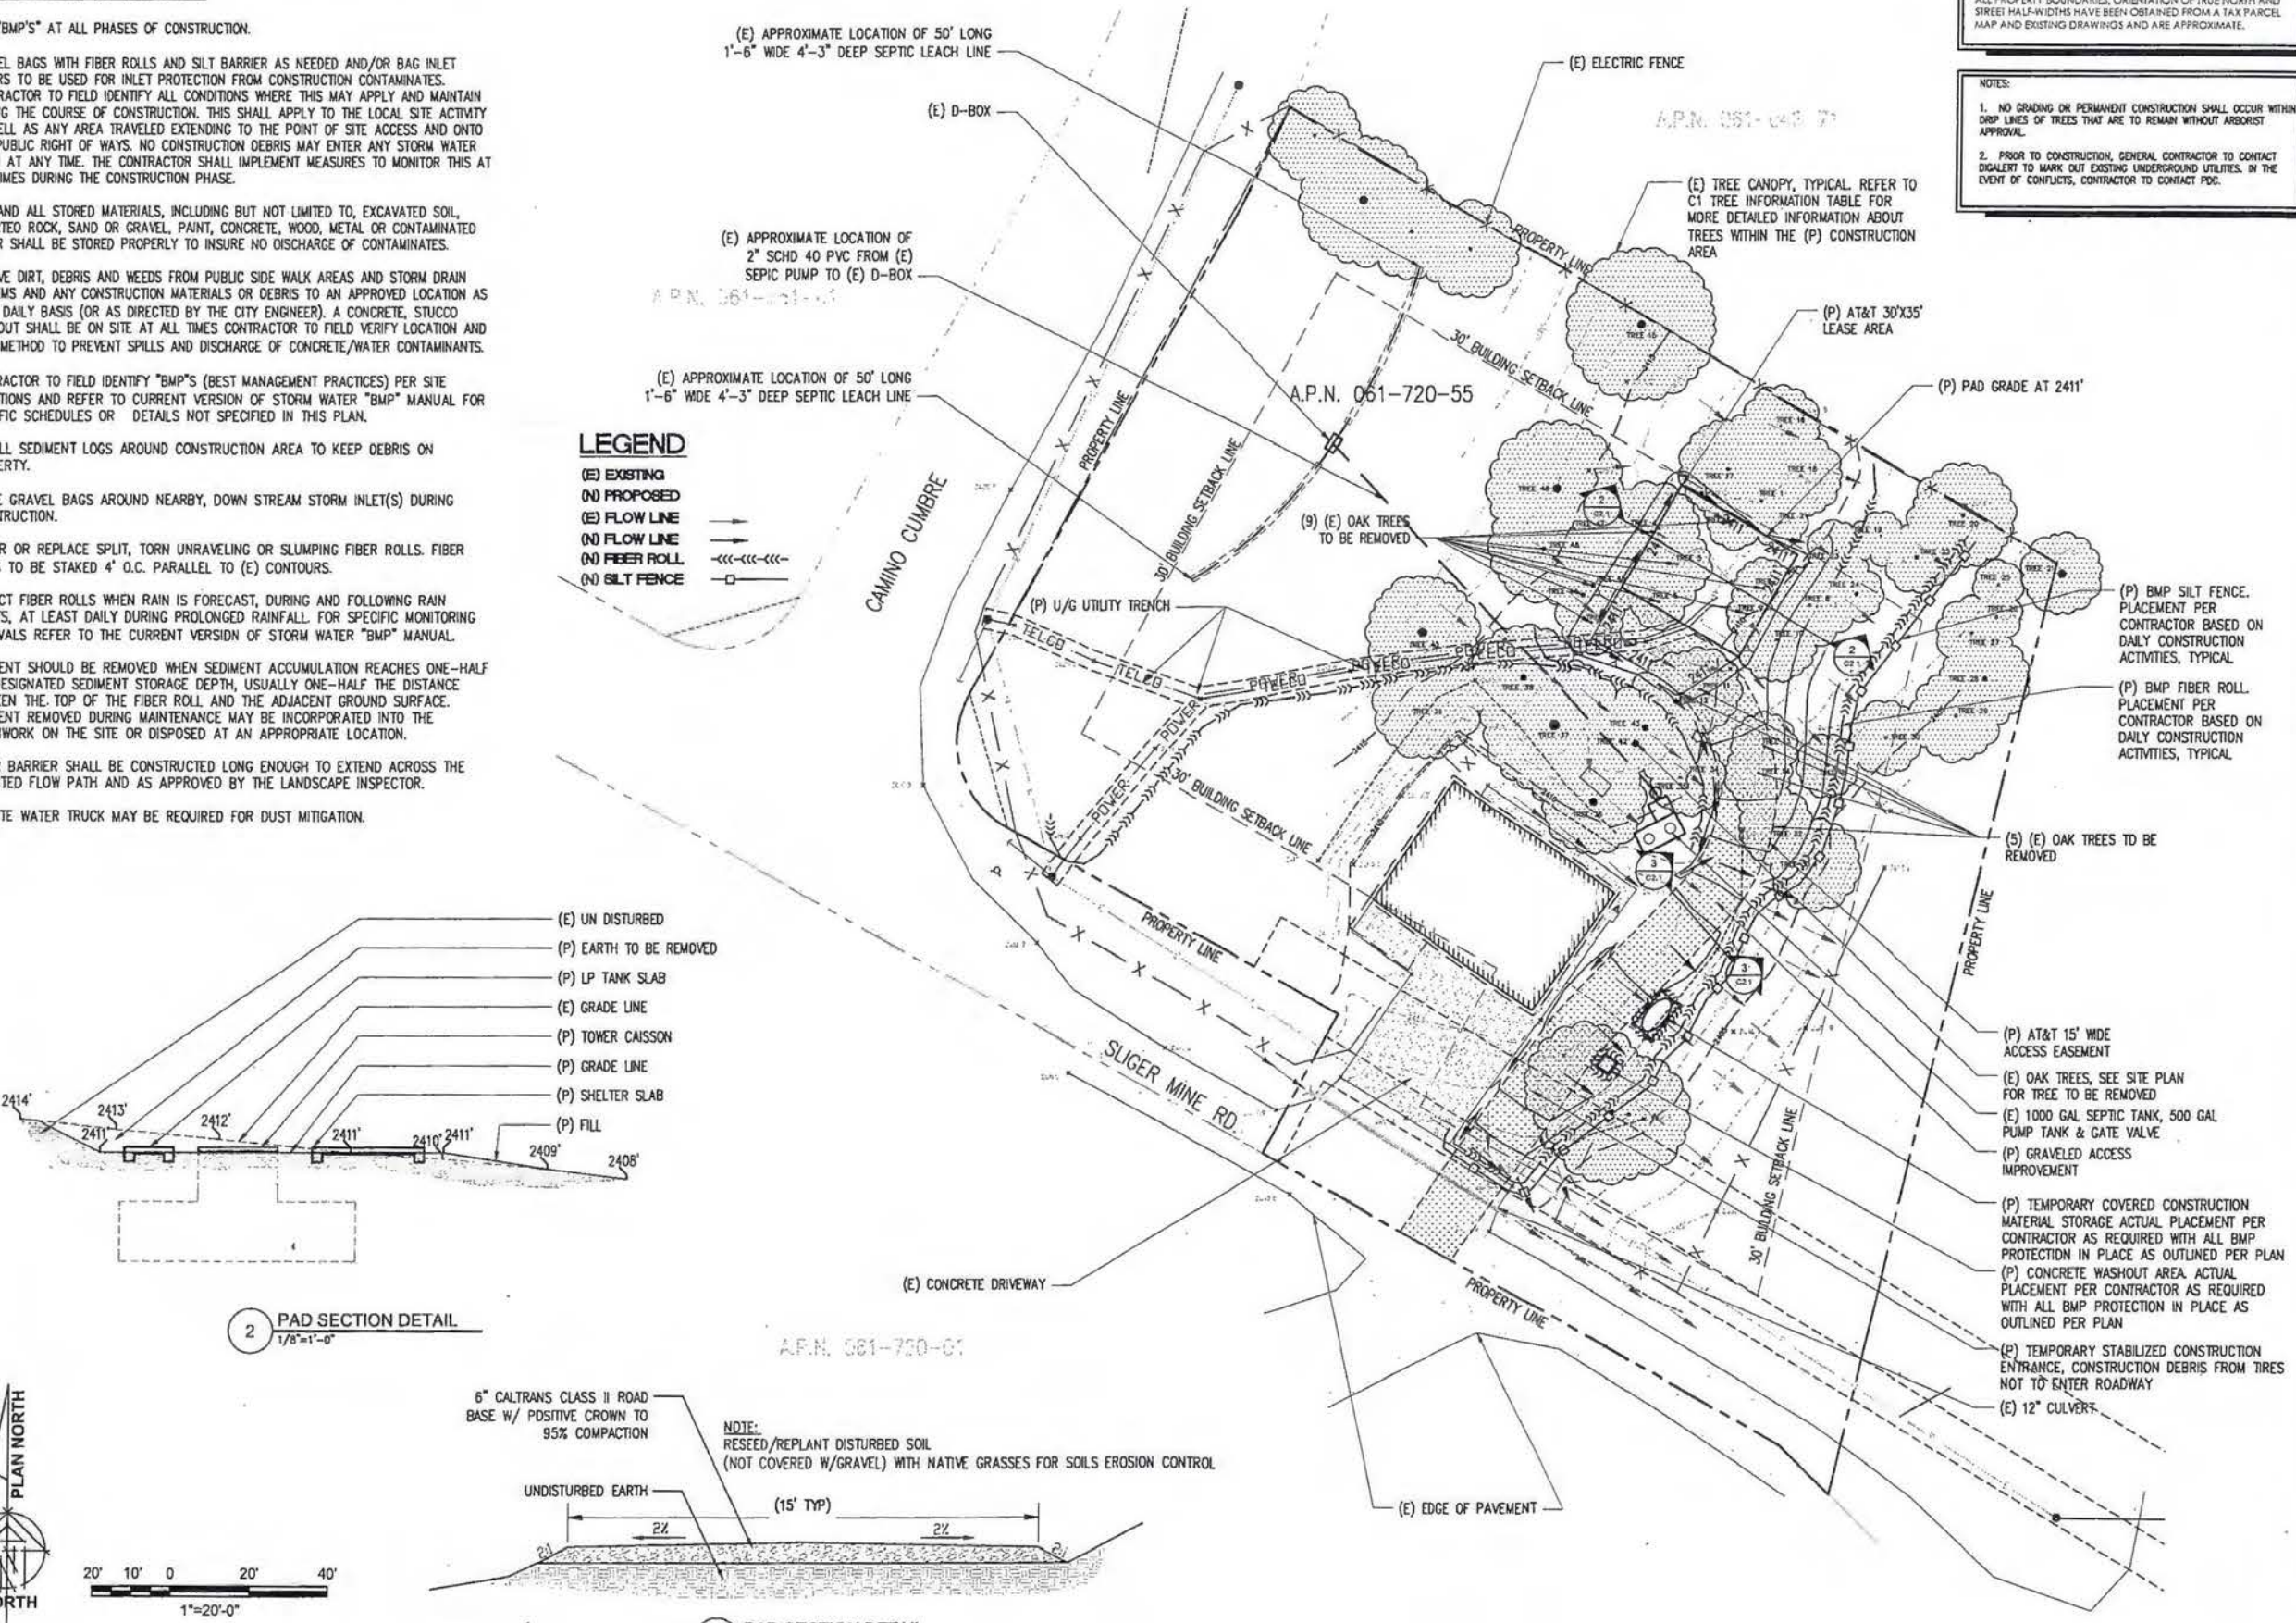 "BMP'S" AT ALL PHASES OF CONSTRUCTION.
BAGS WITH FIBER ROLLS AND SILT BARRIER AS NEEDED AND/OR BAG INLET
TO BE USED FOR INLET PROTECTION FROM CONSTRUCTION CONTAMINATES.
TO FIELD IDENTIFY ALL CONDITIONS WHERE THIS MAY APPLY AND MAINTAIN
THE COURSE OF CONSTRUCTION. THIS SHALL APPLY TO THE LOCAL SITE ACTIVITY
AS ANY AREA TRAVELED EXTENDING TO THE POINT OF SITE ACCESS AND ONTO
PUBLIC RIGHT OF WAYS. NO CONSTRUCTION DEBRIS MAY ENTER ANY STORM WATER
AT ANY TIME. THE CONTRACTOR SHALL IMPLEMENT MEASURES TO MONITOR THIS AT
IMES DURING THE CONSTRUCTION PHASE.
AND ALL STORED MATERIALS, INCLUDING BUT NOT LIMITED TO, EXCAVATED SOIL,
TED ROCK, SAND OR GRAVEL, PAINT, CONCRETE, WOOD, METAL OR CONTAMINATED
R SHALL BE STORED PROPERLY TO INSURE NO DISCHARGE OF CONTAMINATES.
VE DIRT, DEBRIS AND WEEDS FROM PUBLIC SIDE WALK AREAS AND STORM DRAIN
MS AND ANY CONSTRUCTION MATERIALS OR DEBRIS TO AN APPROVED LOCATION AS
DAILY BASIS (OR AS DIRECTED BY THE CITY ENGINEER). A CONCRETE, STUCCO
OUT SHALL BE ON SITE AT ALL TIMES CONTRACTOR TO FIELD VERIFY LOCATION AND
METHOD TO PREVENT SPILLS AND DISCHARGE OF CONCRETE/WATER CONTAMINANTS.
RACTOR TO FIELD IDENTIFY "BMP"S (BEST MANAGEMENT PRACTICES) PER SITE
TIONS AND REFER TO CURRENT VERSION OF STORM WATER "BMP" MANUAL FOR
FIC SCHEDULES OR DETAILS NOT SPECIFIED IN THIS PLAN.
LL SEDIMENT LOGS AROUND CONSTRUCTION AREA TO KEEP DEBRIS ON
ERTY.
E GRAVEL BAGS AROUND NEARBY, DOWN STREAM STORM INLET(S) DURING
TRUCTION.
R OR REPLACE SPLIT, TORN UNRAVELING OR SLUMPING FIBER ROLLS. FIBER
TO BE STAKED 4' O.C. PARALLEL TO (E) CONTOURS.
CT FIBER ROLLS WHEN RAIN IS FORECAST, DURING AND FOLLOWING RAIN
TS, AT LEAST DAILY DURING PROLONGED RAINFALL. FOR SPECIFIC MONITORING
VALS REFER TO THE CURRENT VERSION OF STORM WATER "BMP" MANUAL.
ENT SHOULD BE REMOVED WHEN SEDIMENT ACCUMULATION REACHES ONE-HALF
ESIGNATED SEDIMENT STORAGE DEPTH, USUALLY ONE-HALF THE DISTANCE
EEN THE TOP OF THE FIBER ROLL AND THE ADJACENT GROUND SURFACE.
ENT REMOVED DURING MAINTENANCE MAY BE INCORPORATED INTO THE
WORK ON THE SITE OR DISPOSED AT AN APPROPRIATE LOCATION.
BARRIER SHALL BE CONSTRUCTED LONG ENOUGH TO EXTEND ACROSS THE
TED FLOW PATH AND AS APPROVED BY THE LANDSCAPE INSPECTOR.
TE WATER TRUCK MAY BE REQUIRED FOR DUST MITIGATION.
STREET HALF-WIDTHS HAVE BEEN OBTAINED FROM A TAX PARCEL
MAP AND EXISTING DRAWINGS AND ARE APPROXIMATE.
NOTES:
1. NO GRADING OR PERMANENT CONSTRUCTION SHALL OCCUR WITHIN
DRIP LINES OF TREES THAT ARE TO REMAIN WITHOUT ARBORIST
APPROVAL.
2. PRIOR TO CONSTRUCTION, GENERAL CONTRACTOR TO CONTACT
DIGALERT TO MARK OUT EXISTING UNDERGROUND UTILITIES. IN THE
EVENT OF CONFLICTS, CONTRACTOR TO CONTACT PDC.
(E) APPROXIMATE LOCATION OF 50' LONG
1'-6" WIDE 4'-3" DEEP SEPTIC LEACH LINE
(E) D-BOX
(E) APPROXIMATE LOCATION OF
2" SCHD 40 PVC FROM (E)
SEPIC PUMP TO (E) D-BOX
(E) APPROXIMATE LOCATION OF 50' LONG
1'-6" WIDE 4'-3" DEEP SEPTIC LEACH LINE
LEGEND
(E) EXISTING
(N) PROPOSED
(E) FLOW LINE
(N) FLOW LINE
(N) FIBER ROLL
(N) SILT FENCE
(E) ELECTRIC FENCE
(E) TREE CANOPY, TYPICAL. REFER TO
C1 TREE INFORMATION TABLE FOR
MORE DETAILED INFORMATION ABOUT
TREES WITHIN THE (P) CONSTRUCTION
AREA
(P) AT&T 30'X35'
LEASE AREA
(P) PAD GRADE AT 2411'
A.P.N. 061-720-55
PROPERTY LINE
30' BUILDING SETBACK LINE
PROPERTY LINE
30' BUILDING SETBACK LINE
CAMINO CUMBRE
(9) (E) OAK TREES
TO BE REMOVED
(P) U/G UTILITY TRENCH
TELCO
TELCO
POWER
POWER
30' BUILDING SETBACK LINE
PROPERTY LINE
SLIGER MINE RD.
(P) BMP SILT FENCE.
PLACEMENT PER
CONTRACTOR BASED ON
DAILY CONSTRUCTION
ACTIVITIES, TYPICAL
(P) BMP FIBER ROLL.
PLACEMENT PER
CONTRACTOR BASED ON
DAILY CONSTRUCTION
ACTIVITIES, TYPICAL
(5) (E) OAK TREES TO BE
REMOVED
PROPERTY LINE
30' BUILDING SETBACK LINE
2
C2.1
3
C2.1
3
C2.1
(P) AT&T 15' WIDE
ACCESS EASEMENT
(E) OAK TREES, SEE SITE PLAN
FOR TREE TO BE REMOVED
(E) 1000 GAL SEPTIC TANK, 500 GAL
PUMP TANK & GATE VALVE
(P) GRAVELED ACCESS
IMPROVEMENT
(P) TEMPORARY COVERED CONSTRUCTION
MATERIAL STORAGE ACTUAL PLACEMENT PER
CONTRACTOR AS REQUIRED WITH ALL BMP
PROTECTION IN PLACE AS OUTLINED PER PLAN
(P) CONCRETE WASHOUT AREA. ACTUAL
PLACEMENT PER CONTRACTOR AS REQUIRED
WITH ALL BMP PROTECTION IN PLACE AS
OUTLINED PER PLAN
(P) TEMPORARY STABILIZED CONSTRUCTION
ENTRANCE, CONSTRUCTION DEBRIS FROM TIRES
NOT TO ENTER ROADWAY
(E) 12" CULVERT
PROPERTY LINE
(E) CONCRETE DRIVEWAY
(E) EDGE OF PAVEMENT
(E) UN DISTURBED
(P) EARTH TO BE REMOVED
(P) LP TANK SLAB
(E) GRADE LINE
(P) TOWER CAISSON
(P) GRADE LINE
(P) SHELTER SLAB
(P) FILL
2414'
2413'
2412'
2411'
2411'
2410'
2411'
2409'
2408'
2 PAD SECTION DETAIL
1/8"=1'-0"
6" CALTRANS CLASS II ROAD
BASE W/ POSITIVE CROWN TO
95% COMPACTION
UNDISTURBED EARTH
NOTE:
RESEED/REPLANT DISTURBED SOIL
(NOT COVERED W/GRAVEL) WITH NATIVE GRASSES FOR SOILS EROSION CONTROL
(15' TYP)
2%
2%
2:1
2:1
PLAN NORTH
20' 10' 0 20' 40'
1"=20'-0"